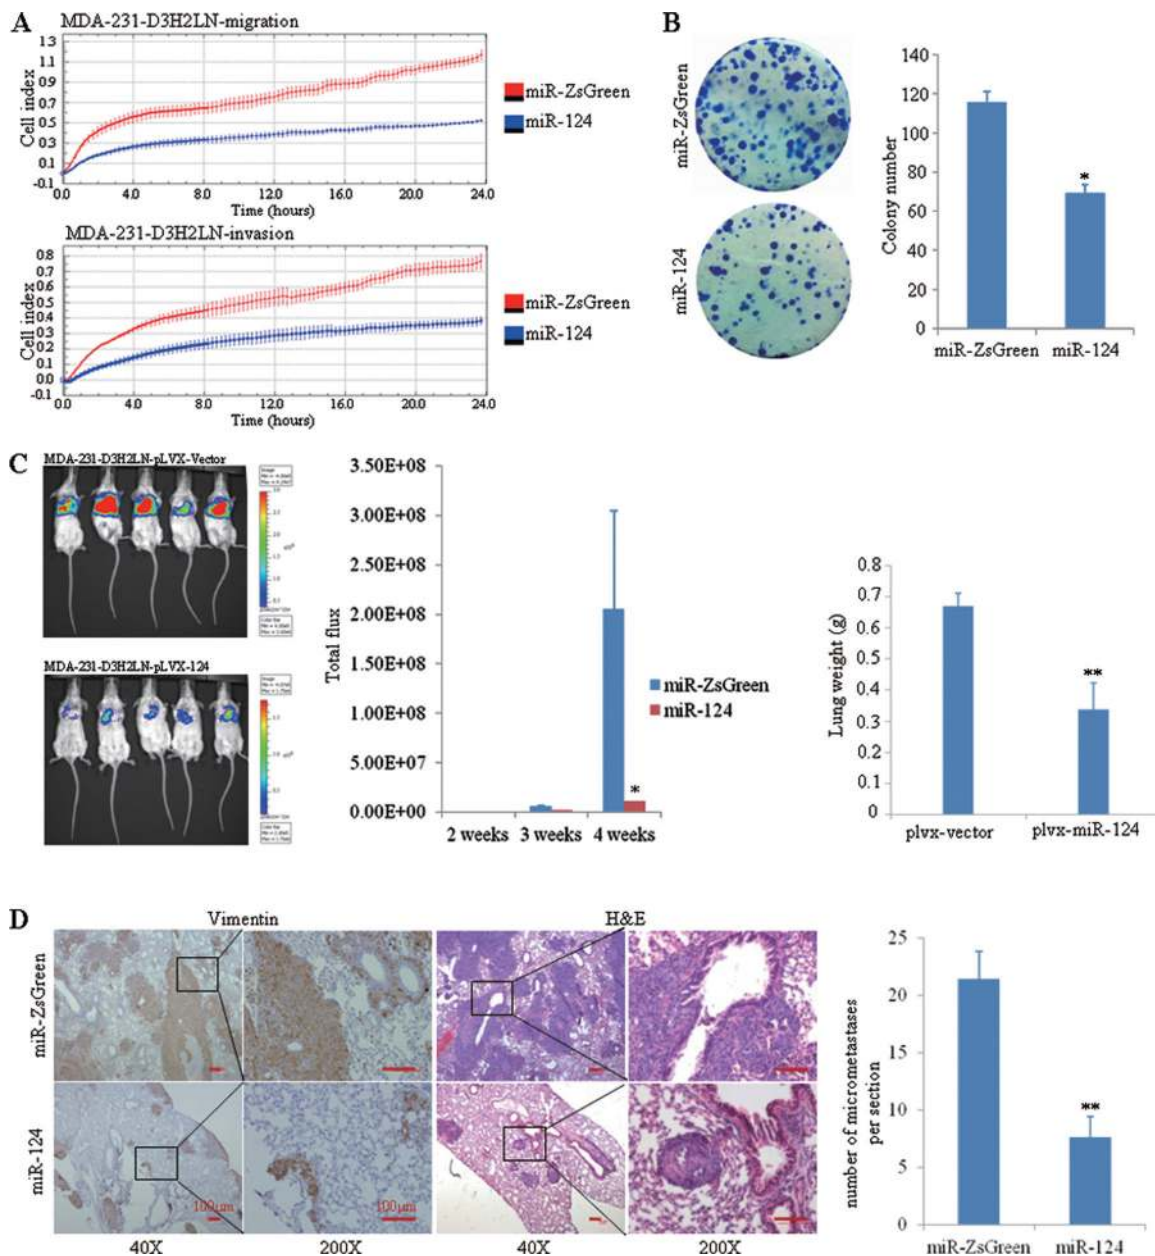 A
MDA-231-D3H2LN-migration
Cell index
1.3
1.1
0.9
0.7
0.5
0.3
0.1
-0.1
0.0
4.0
8.0
12.0
16.0
20.0
24.0
Time (hours)
miR-ZsGreen
miR-124
MDA-231-D3H2LN-invasion
Cell index
0.8
0.7
0.6
0.5
0.4
0.3
0.2
0.0
-0.1
0.0
4.0
8.0
12.0
16.0
20.0
24.0
Time (hours)
miR-ZsGreen
miR-124
B
miR-ZsGreen
miR-124
Colony number
140
120
100
80
60
40
20
0
*
miR-ZsGreen
miR-124
C
MDA-231-D3H2LN-pLVX-Vector
MDA-231-D3H2LN-pLVX-124
Total flux
3.50E+08
3.00E+08
2.50E+08
2.00E+08
1.50E+08
1.00E+08
5.00E+07
0.00E+00
*
2 weeks
3 weeks
4 weeks
miR-ZsGreen
miR-124
Lung weight (g)
0.8
0.7
0.6
0.5
0.4
0.3
0.2
0.1
0
**
plvx-vector
plvx-miR-124
D
Vimentin
H&E
miR-ZsGreen
miR-124
100μm
100μm
40X
200X
40X
200X
number of micrometastases
per section
25
20
15
10
5
0
**
miR-ZsGreen
miR-124